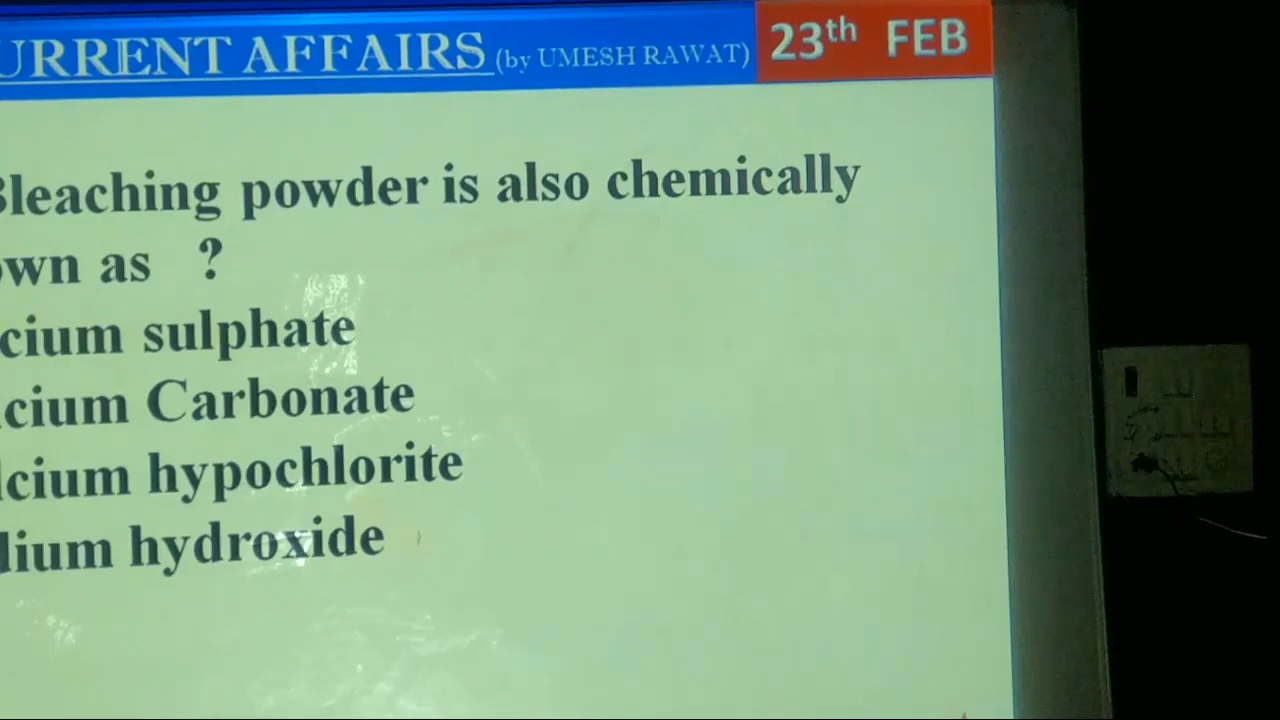 URRENT AFFAIRS (by UMESH RAWAT) 23th FEB
Bleaching powder is also chemically
own as ?
cium sulphate
cium Carbonate
lcium hypochlorite
dium hydroxide